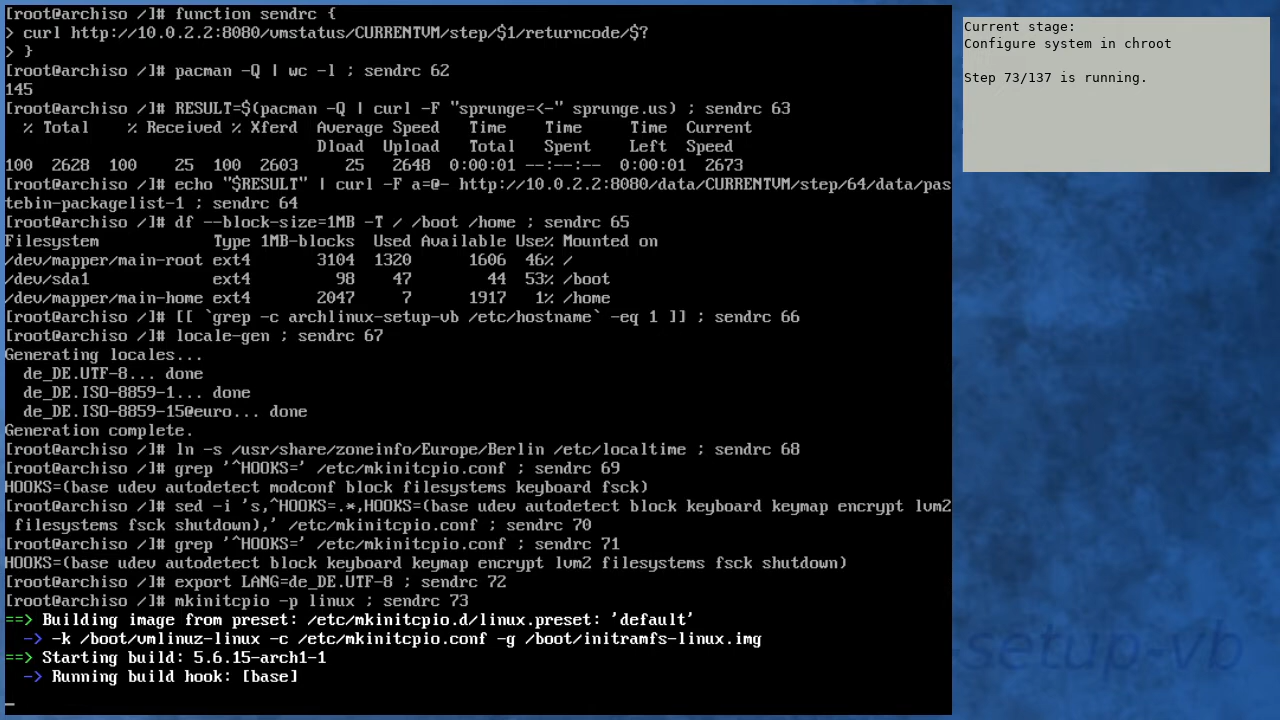 [root@archiso /]# function sendrc {
> curl http://10.0.2.2:8080/vmstatus/CURRENTVM/step/$1/returncode/$?
> }
[root@archiso /]# pacman -Q | wc -l ; sendrc 62
145
[root@archiso /]# RESULT=$(pacman -Q | curl -F "sprunge=<-" sprunge.us) ; sendrc 63
  % Total    % Received % Xferd  Average Speed   Time    Time     Time  Current
                                 Dload  Upload   Total   Spent    Left  Speed
100  2628  100    25  100  2603     25   2648  0:00:01 --:--:--  0:00:01  2673
[root@archiso /]# echo "$RESULT" | curl -F a=@- http://10.0.2.2:8080/data/CURRENTVM/step/64/data/pas
tebin-packagelist-1 ; sendrc 64
[root@archiso /]# df --block-size=1MB -T / /boot /home ; sendrc 65
Filesystem            Type 1MB-blocks  Used Available Use% Mounted on
/dev/mapper/main-root ext4       3104  1320      1606  46% /
/dev/sda1             ext4         98    47        44  53% /boot
/dev/mapper/main-home ext4       2047     7      1917   1% /home
[root@archiso /]# [[ `grep -c archlinux-setup-vb /etc/hostname` -eq 1 ]] ; sendrc 66
[root@archiso /]# locale-gen ; sendrc 67
Generating locales...
  de_DE.UTF-8... done
  de_DE.ISO-8859-1... done
  de_DE.ISO-8859-15@euro... done
Generation complete.
[root@archiso /]# ln -s /usr/share/zoneinfo/Europe/Berlin /etc/localtime ; sendrc 68
[root@archiso /]# grep '^HOOKS=' /etc/mkinitcpio.conf ; sendrc 69
HOOKS=(base udev autodetect modconf block filesystems keyboard fsck)
[root@archiso /]# sed -i 's,^HOOKS=.*,HOOKS=(base udev autodetect block keyboard keymap encrypt lvm2
 filesystems fsck shutdown),' /etc/mkinitcpio.conf ; sendrc 70
[root@archiso /]# grep '^HOOKS=' /etc/mkinitcpio.conf ; sendrc 71
HOOKS=(base udev autodetect block keyboard keymap encrypt lvm2 filesystems fsck shutdown)
[root@archiso /]# export LANG=de_DE.UTF-8 ; sendrc 72
[root@archiso /]# mkinitcpio -p linux ; sendrc 73
==> Building image from preset: /etc/mkinitcpio.d/linux.preset: 'default'
  -> -k /boot/vmlinuz-linux -c /etc/mkinitcpio.conf -g /boot/initramfs-linux.img
==> Starting build: 5.6.15-arch1-1
  -> Running build hook: [base]
_
Current stage:
Configure system in chroot
Step 73/137 is running.
-setup-vb